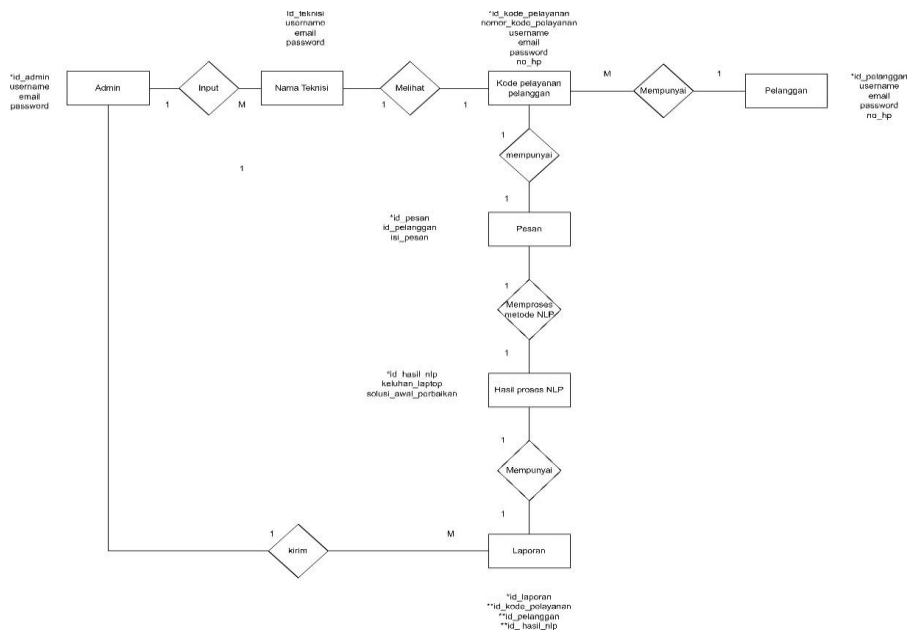 id_teknisi
username
email
password
*id_kode_pelayanan
nomor_kode_pelayanan
username
email
password
no_hp
*id_admin
username
email
password
Admin
Input
Nama Teknisi
Melihat
Kode pelayanan
pelanggan
Mempunyai
Pelanggan
*id_pelanggan
username
email
password
no_hp
1
M
1
1
M
1
1
mempunyai
1
1
*id_pesan
id_pelanggan
isi_pesan
Pesan
1
Memproses
metode NLP
1
*id_hasil_nlp
keluhan_laptop
solusi_awal_perbaikan
Hasil proses NLP
1
Mempunyai
1
1
kirim
M
Laporan
*id_laporan
**id_kode_pelayanan
**id_pelanggan
**id_ hasil_nlp